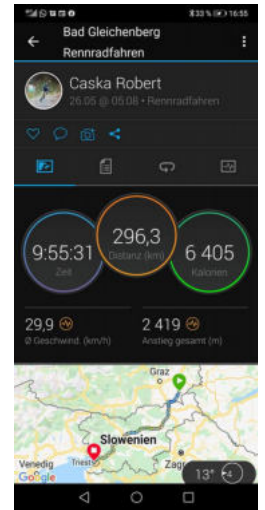 33 % 16:55
Bad Gleichenberg
Rennradfahren
Caska Robert
26.05 @ 05:08 • Rennradfahren
9:55:31
Zeit
296,3
Distanz (km)
6 405
Kalorien
29,9
Ø Geschwind. (km/h)
2 419
Anstieg gesamt (m)
Graz
Slowenien
Venedig
Triest
Zag
Google
13°